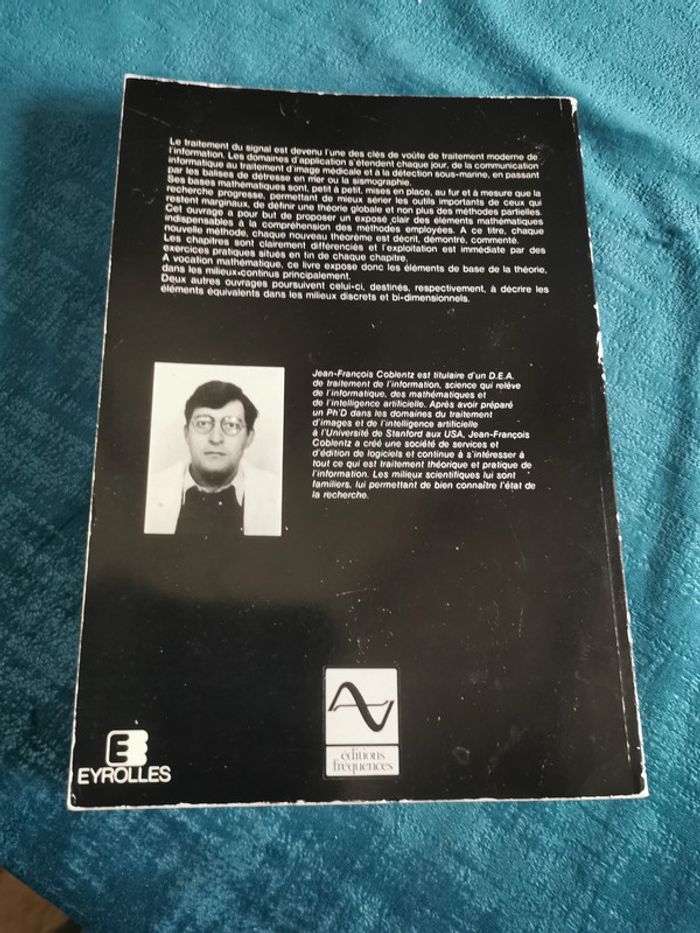 Le traitement du signal est devenu l'une des clés de voûte de traitement moderne de
l'information. Les domaines d'application s'étendent chaque jour, de la communication
informatique au traitement d'image médicale et à la détection sous-marine, en passant
par les balises de détresse en mer ou la sismographie.
Ses bases mathématiques sont, petit à petit, mises en place, au fur et à mesure que la
recherche progresse, permettant de mieux sérier les outils importants de ceux qui
restent marginaux, de définir une théorie globale et non plus des méthodes partielles.
Cet ouvrage a pour but de proposer un exposé clair des éléments mathématiques
indispensables à la compréhension des méthodes employées. A ce titre, chaque
nouvelle méthode, chaque nouveau théorème est décrit, démontré, commenté.
Les chapitres sont clairement différenciés et l'exploitation est immédiate par des
exercices pratiques situés en fin de chaque chapitre.
A vocation mathématique, ce livre expose donc les éléments de base de la théorie,
dans les milieux-continus principalement.
Deux autres ouvrages poursuivent celui-ci, destinés, respectivement, à décrire les
éléments équivalents dans les milieux discrets et bi-dimensionnels.
Jean-François Coblentz est titulaire d'un D.E.A.
de traitement de l'information, science qui relève
de l'informatique, des mathématiques et
de l'intelligence artificielle. Après avoir préparé
un Ph'D dans les domaines du traitement
d'images et de l'intelligence artificielle
à l'Université de Stanford aux USA, Jean-François
Coblentz a créé une société de services et
d'édition de logiciels et continue à s'intéresser à
tout ce qui est traitement théorique et pratique de
l'information. Les milieux scientifiques lui sont
familiers, lui permettant de bien connaître l'état de
la recherche.
EYROLLES
éditions
fréquences